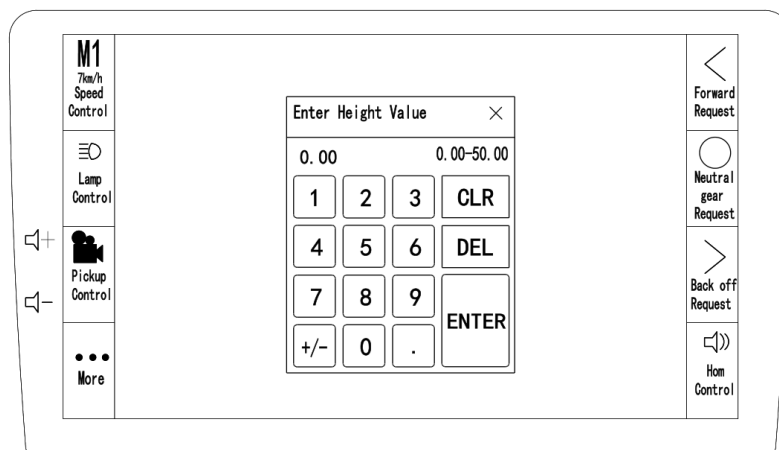 M1
7km/h
Speed
Control
Lamp
Control
Pickup
Control
More
Enter Height Value ×
0.00 0.00-50.00
1 2 3 CLR
4 5 6 DEL
7 8 9
ENTER
+/- 0 .
Forward
Request
Neutral
gear
Request
Back off
Request
Hom
Control